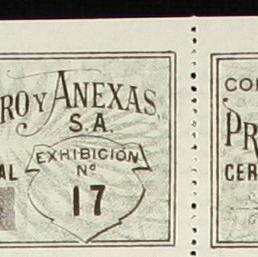 RO Y ANEXAS,
S.A.
EXHIBICIÓN
Nº
17
AL
CO
PR
CER